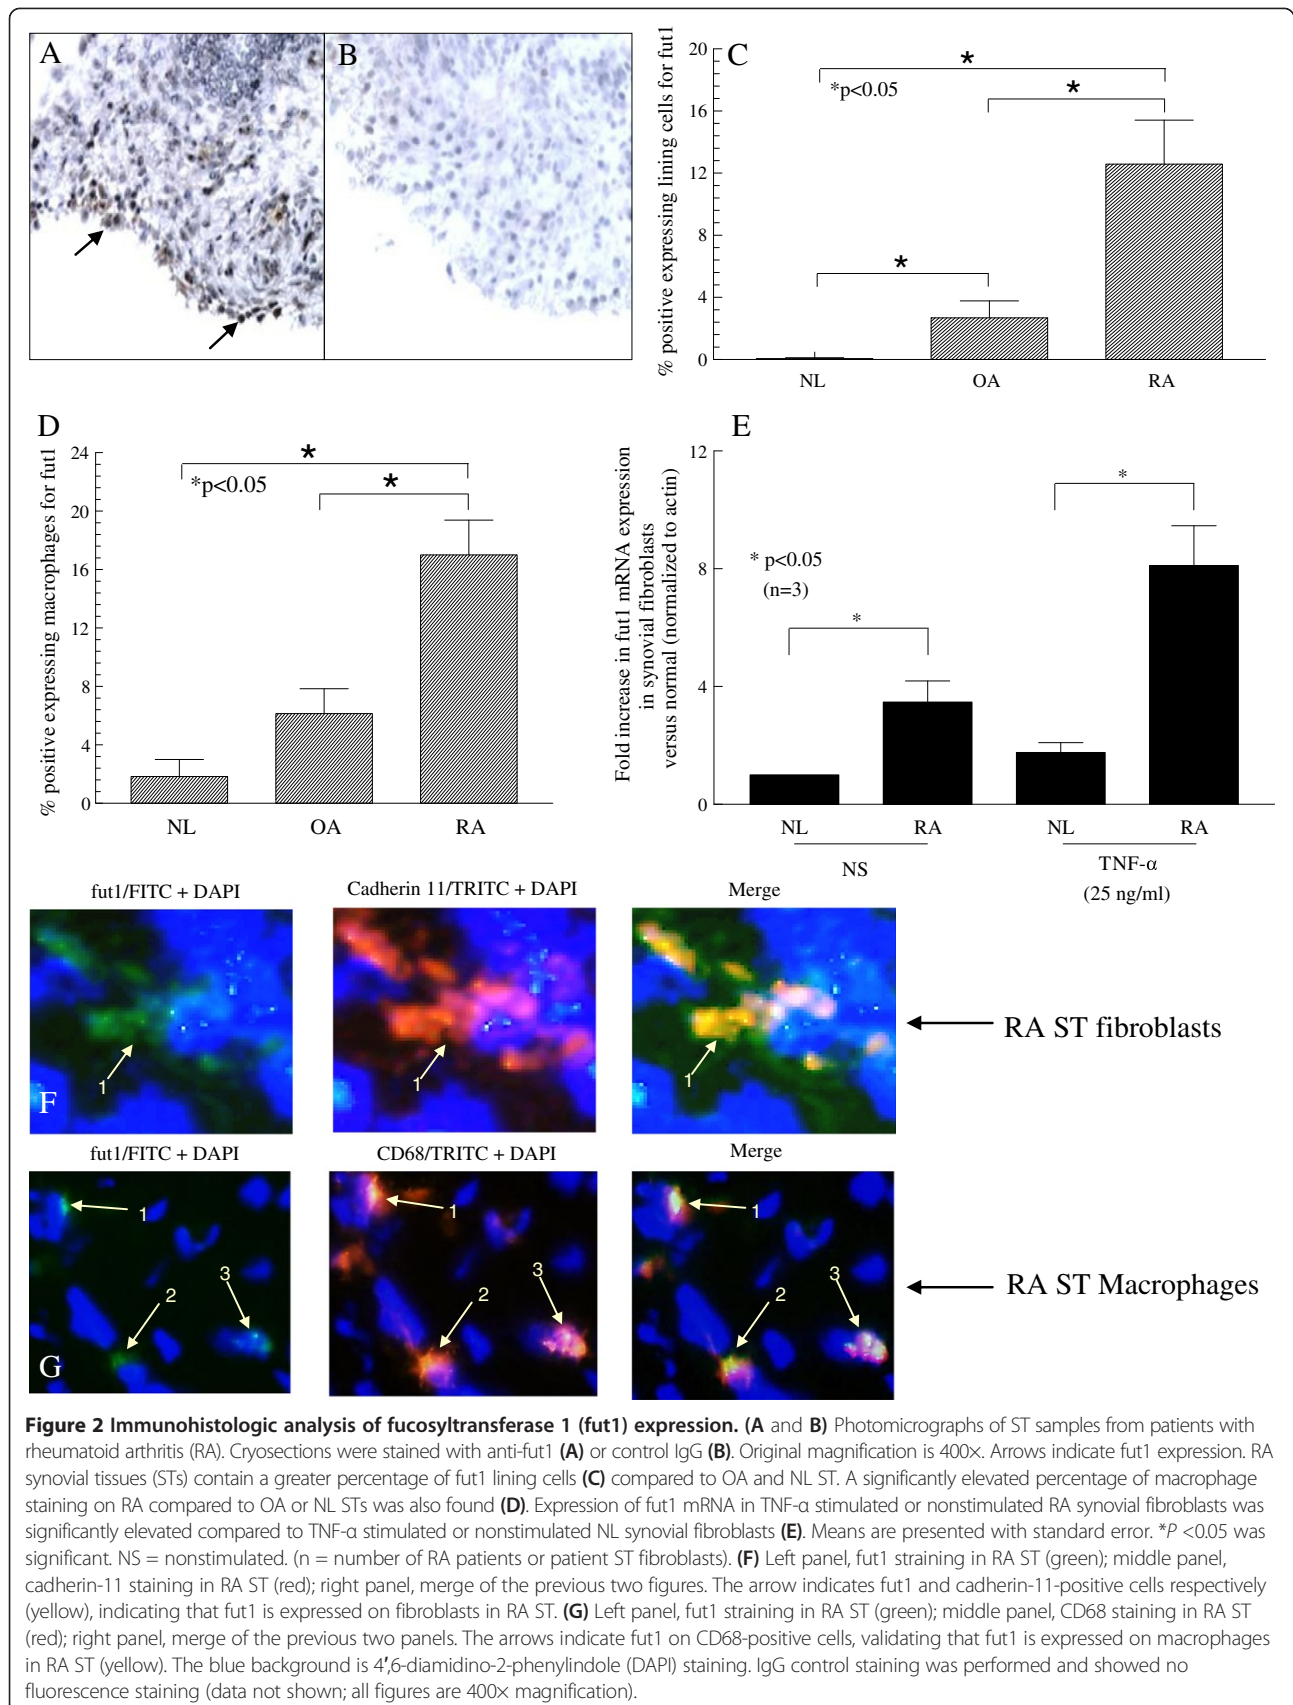 A
B
C
% positive expressing lining cells for fut1
20
16
12
8
4
0
*
*p<0.05
*
*
NL
OA
RA
D
% positive expressing macrophages for fut1
24
20
16
12
8
4
0
*
*p<0.05
*
NL
OA
RA
E
Fold increase in fut1 mRNA expression
in synovial fibroblasts
versus normal (normalized to actin)
12
8
4
0
*
* p<0.05
(n=3)
*
NL
RA
NL
RA
NS
TNF-α
(25 ng/ml)
fut1/FITC + DAPI
Cadherin 11/TRITC + DAPI
Merge
1
1
1
F
RA ST fibroblasts
fut1/FITC + DAPI
CD68/TRITC + DAPI
Merge
1
2
3
1
2
3
1
2
3
G
RA ST Macrophages
Figure 2 Immunohistologic analysis of fucosyltransferase 1 (fut1) expression. (A and B) Photomicrographs of ST samples from patients with
rheumatoid arthritis (RA). Cryosections were stained with anti-fut1 (A) or control IgG (B). Original magnification is 400×. Arrows indicate fut1 expression. RA
synovial tissues (STs) contain a greater percentage of fut1 lining cells (C) compared to OA and NL ST. A significantly elevated percentage of macrophage
staining on RA compared to OA or NL STs was also found (D). Expression of fut1 mRNA in TNF-α stimulated or nonstimulated RA synovial fibroblasts was
significantly elevated compared to TNF-α stimulated or nonstimulated NL synovial fibroblasts (E). Means are presented with standard error. *P <0.05 was
significant. NS = nonstimulated. (n = number of RA patients or patient ST fibroblasts). (F) Left panel, fut1 straining in RA ST (green); middle panel,
cadherin-11 staining in RA ST (red); right panel, merge of the previous two figures. The arrow indicates fut1 and cadherin-11-positive cells respectively
(yellow), indicating that fut1 is expressed on fibroblasts in RA ST. (G) Left panel, fut1 straining in RA ST (green); middle panel, CD68 staining in RA ST
(red); right panel, merge of the previous two panels. The arrows indicate fut1 on CD68-positive cells, validating that fut1 is expressed on macrophages
in RA ST (yellow). The blue background is 4′,6-diamidino-2-phenylindole (DAPI) staining. IgG control staining was performed and showed no
fluorescence staining (data not shown; all figures are 400× magnification).